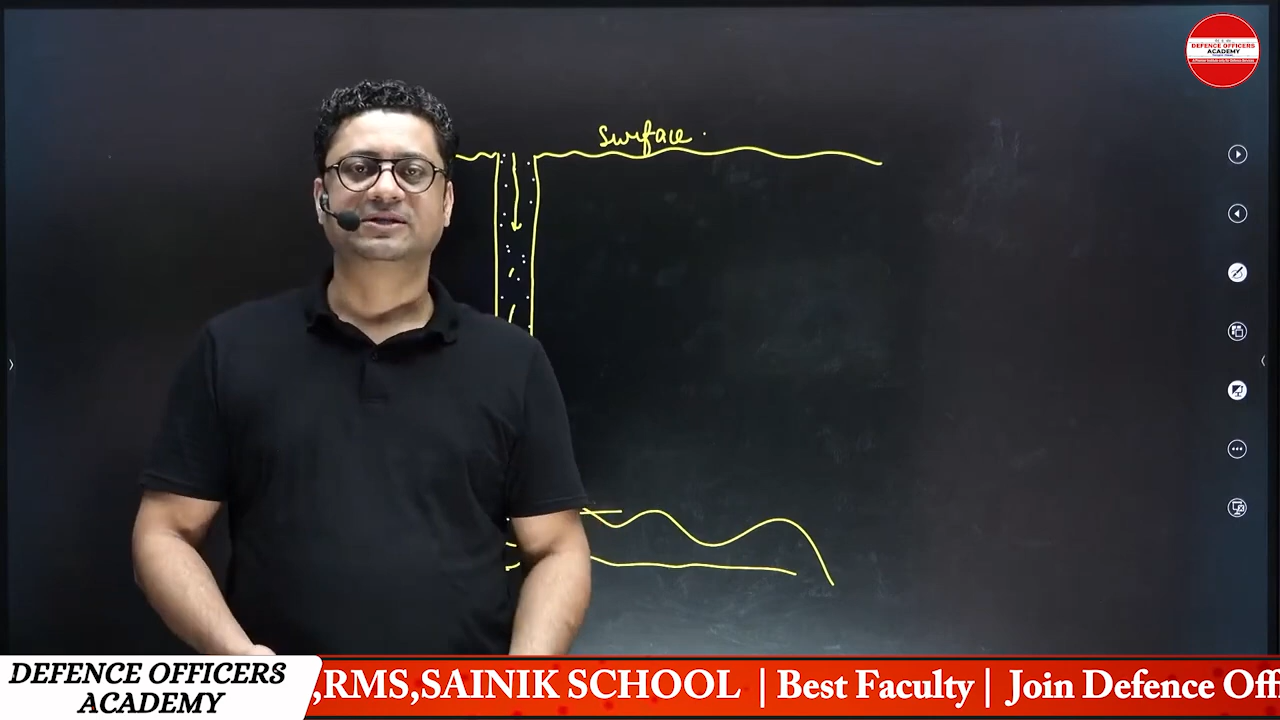 DEFENCE OFFICERS
ACADEMY
Surface
DEFENCE OFFICERS
ACADEMY
,RMS,SAINIK SCHOOL | Best Faculty | Join Defence Off